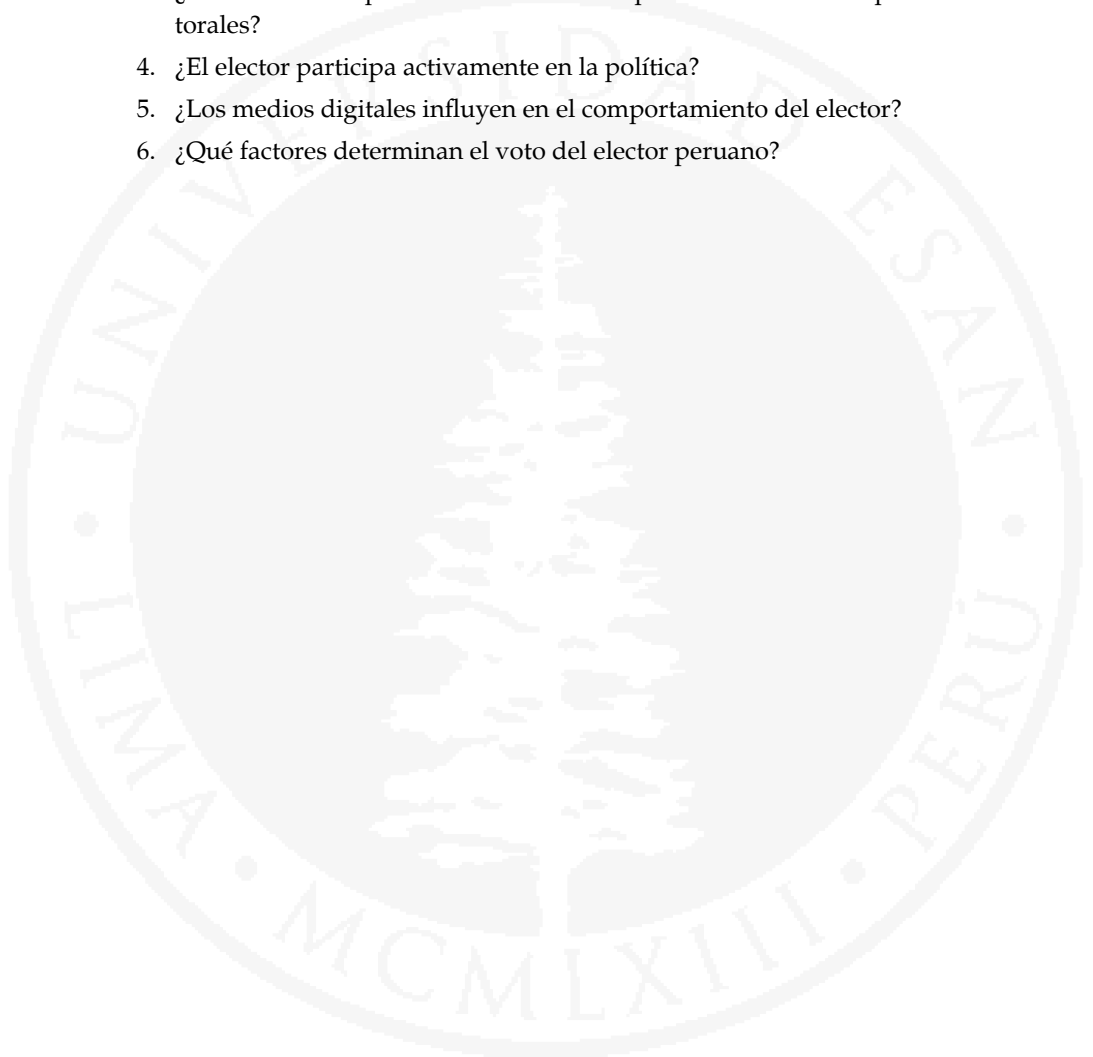 torales?
4. ¿El elector participa activamente en la política?
5. ¿Los medios digitales influyen en el comportamiento del elector?
6. ¿Qué factores determinan el voto del elector peruano?
UNIVERSIDAD ESAN
• LIMA • MCMLXIII • PERÚ •